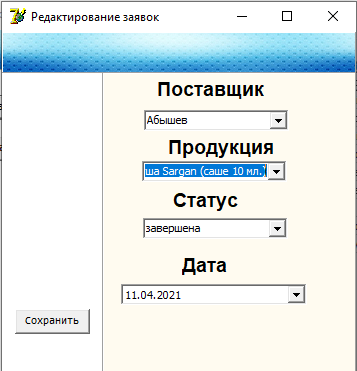 Редактирование заявок
Поставщик
Абышев
Продукция
ша Sargan (саше 10 мл.)
Статус
завершена
Дата
11.04.2021
Сохранить